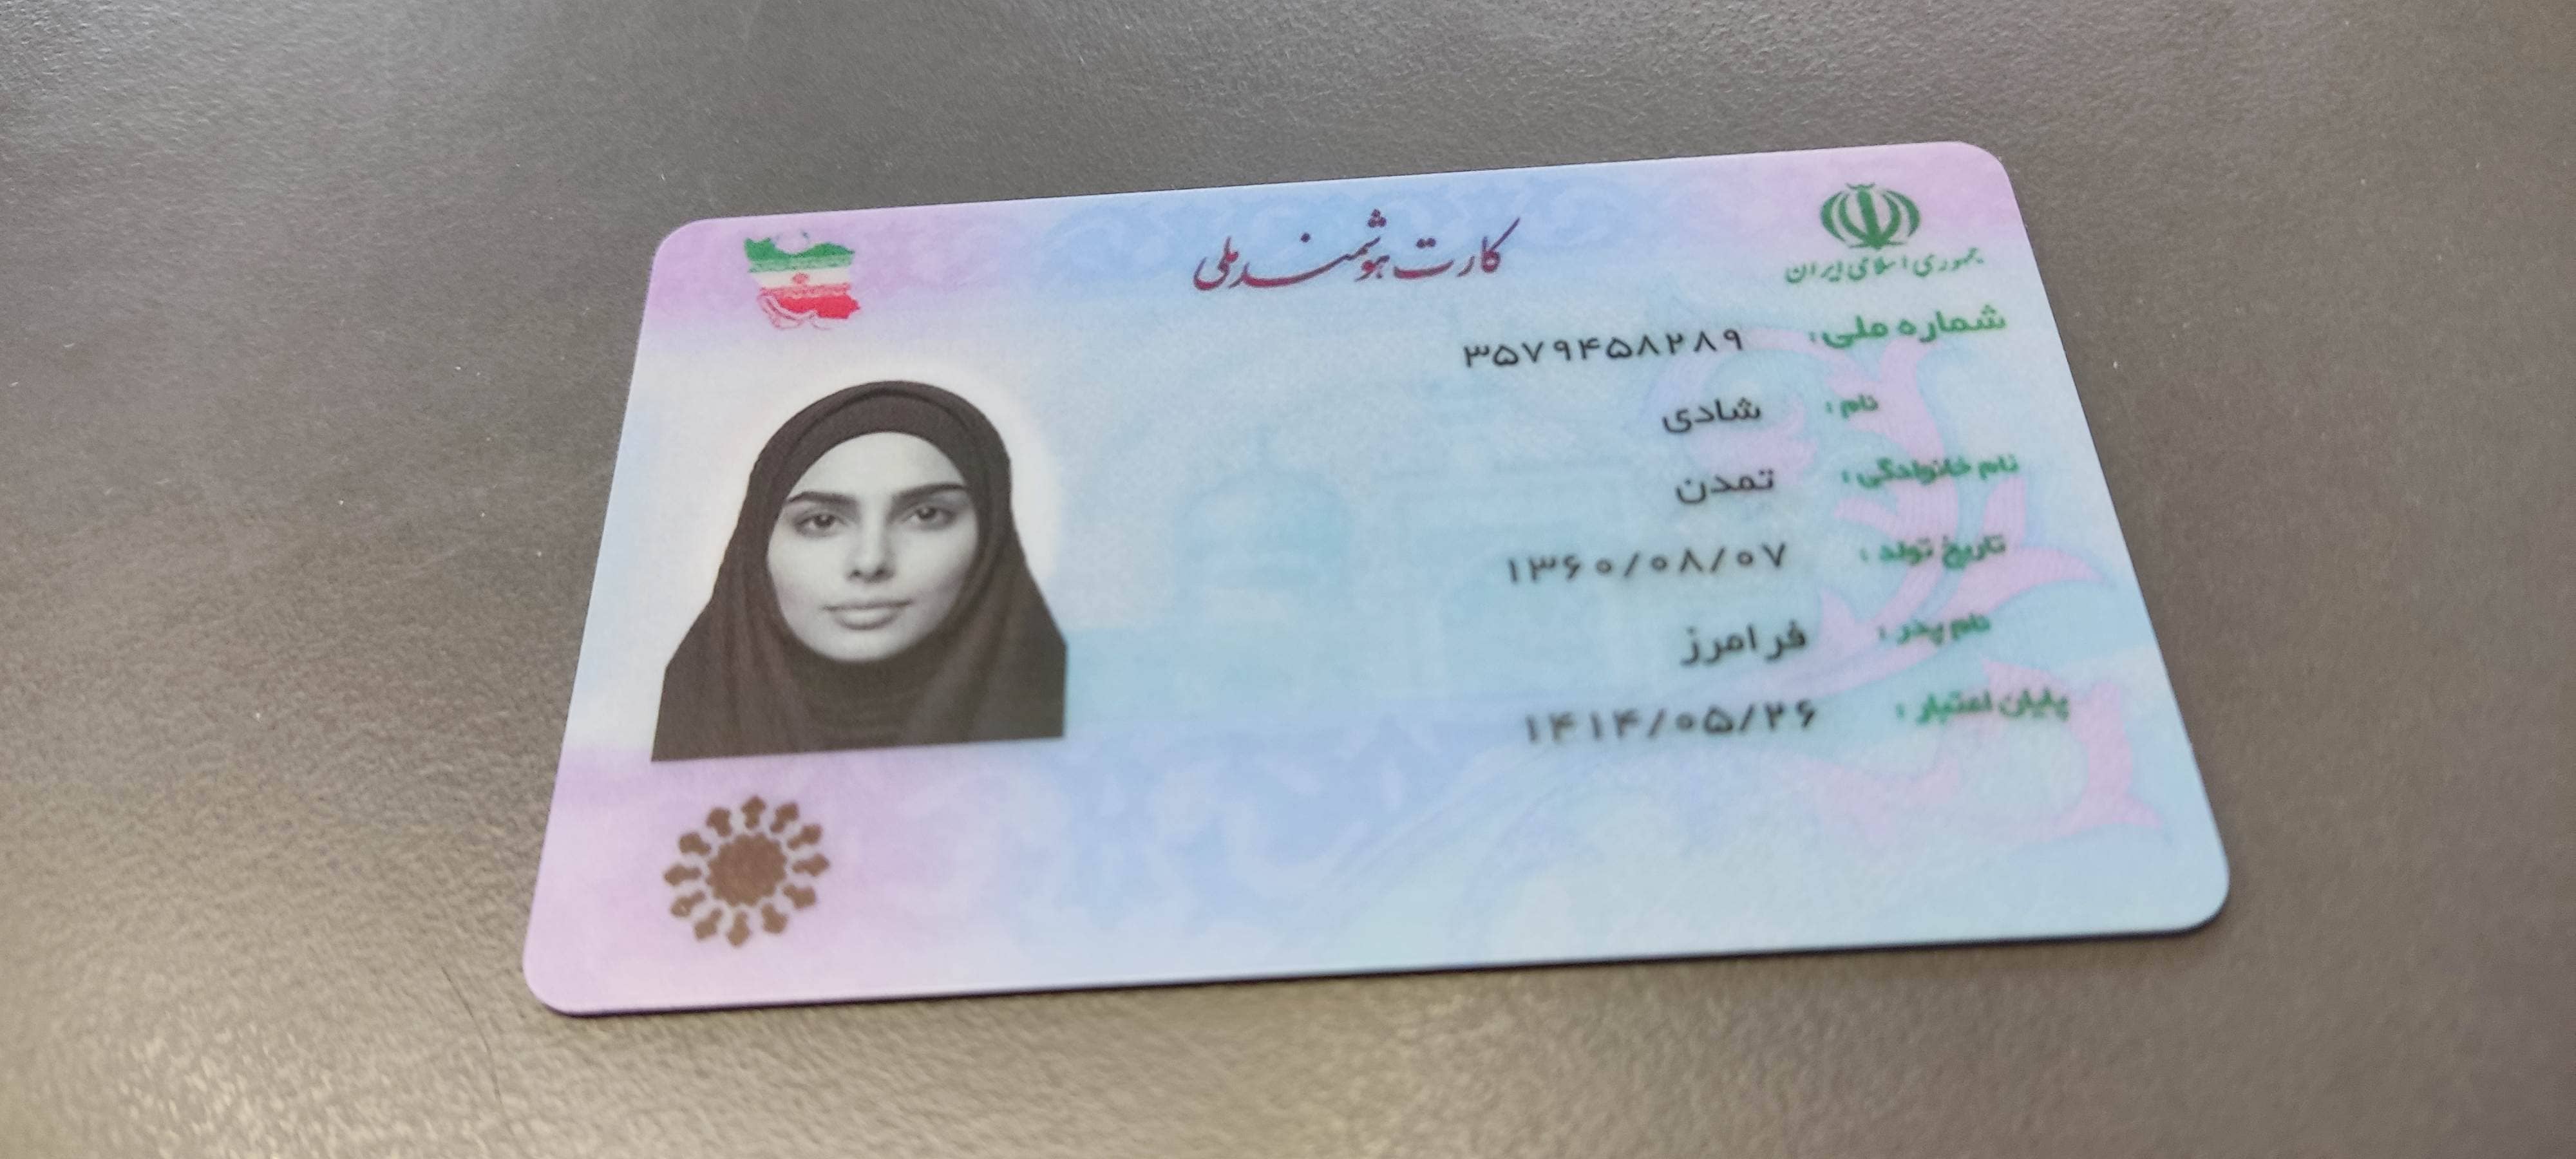 جمهوری اسلامی ایران
کارت هوشمند ملی
شماره ملی: ۳۵۷۹۴۵۸۲۸۹
نام: شادی
نام خانوادگی: تمدن
تاریخ تولد: ۱۳۶۰/۰۸/۰۷
نام پدر: فرامرز
پایان اعتبار: ۱۴۱۴/۰۵/۲۶